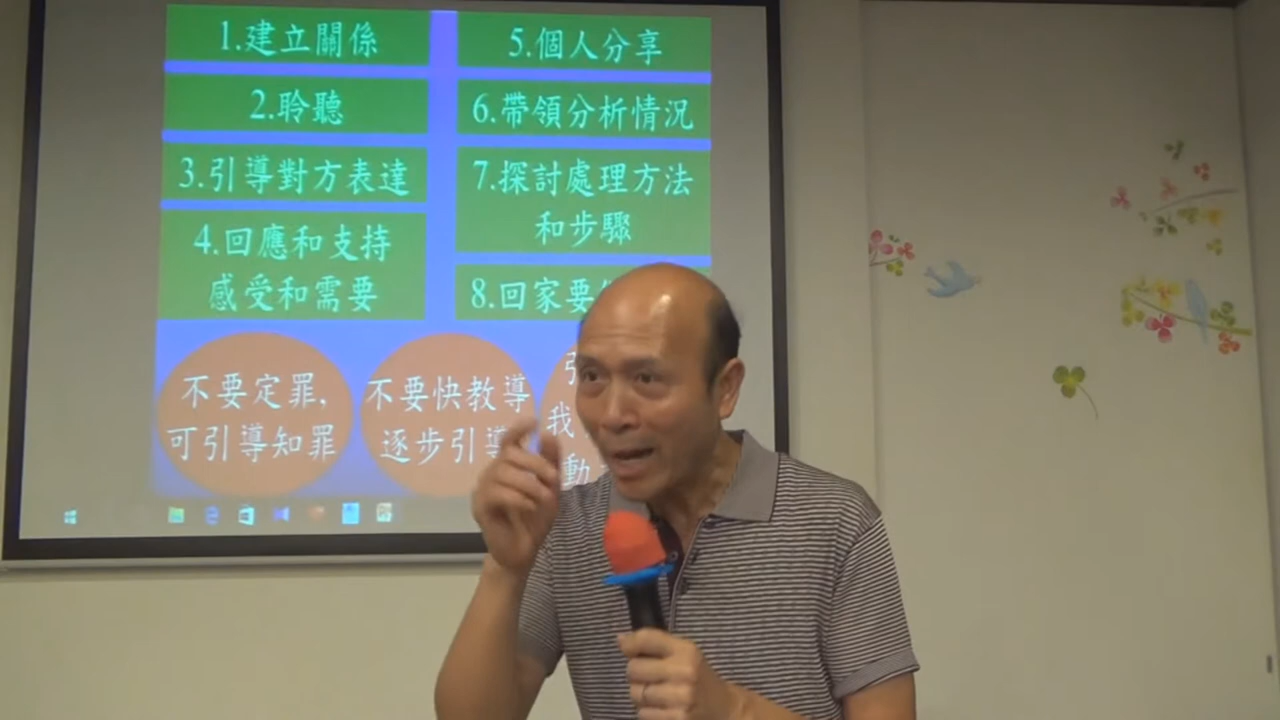 1.建立關係
2.聆聽
3.引導對方表達
4.回應和支持
感受和需要
5.個人分享
6.帶領分析情況
7.探討處理方法
和步驟
8.回家要
不要定罪,
可引導知罪
不要快教導
逐步引導
我
動